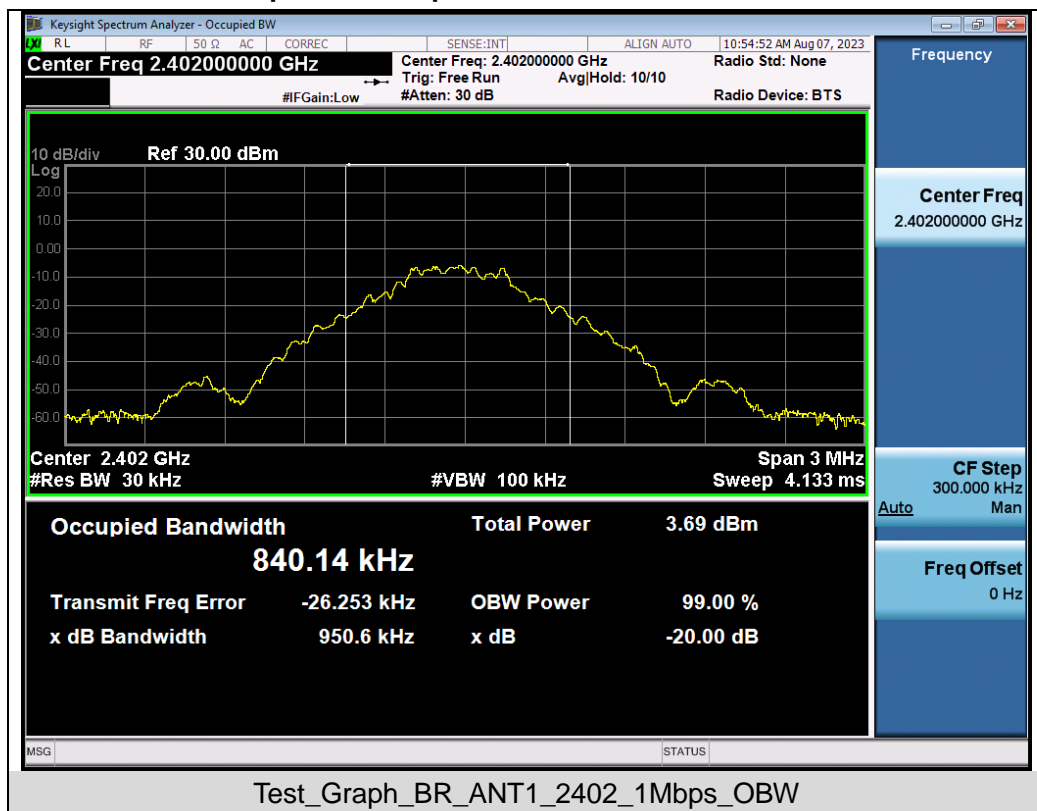 Keysight Spectrum Analyzer - Occupied BW
LXI RL RF 50 Ω AC CORREC SENSE:INT ALIGN AUTO 10:54:52 AM Aug 07, 2023
Center Freq 2.402000000 GHz
Center Freq: 2.402000000 GHz
Radio Std: None
Trig: Free Run Avg|Hold: 10/10
#IFGain:Low
#Atten: 30 dB
Radio Device: BTS
10 dB/div Ref 30.00 dBm
Log
20.0
10.0
0.00
-10.0
-20.0
-30.0
-40.0
-50.0
-60.0
Center 2.402 GHz
Span 3 MHz
#Res BW 30 kHz
#VBW 100 kHz
Sweep 4.133 ms
Occupied Bandwidth
840.14 kHz
Total Power 3.69 dBm
Transmit Freq Error -26.253 kHz
OBW Power 99.00 %
x dB Bandwidth 950.6 kHz
x dB -20.00 dB
MSG
STATUS
Frequency
Center Freq
2.402000000 GHz
CF Step
300.000 kHz
Auto Man
Freq Offset
0 Hz
Test_Graph_BR_ANT1_2402_1Mbps_OBW